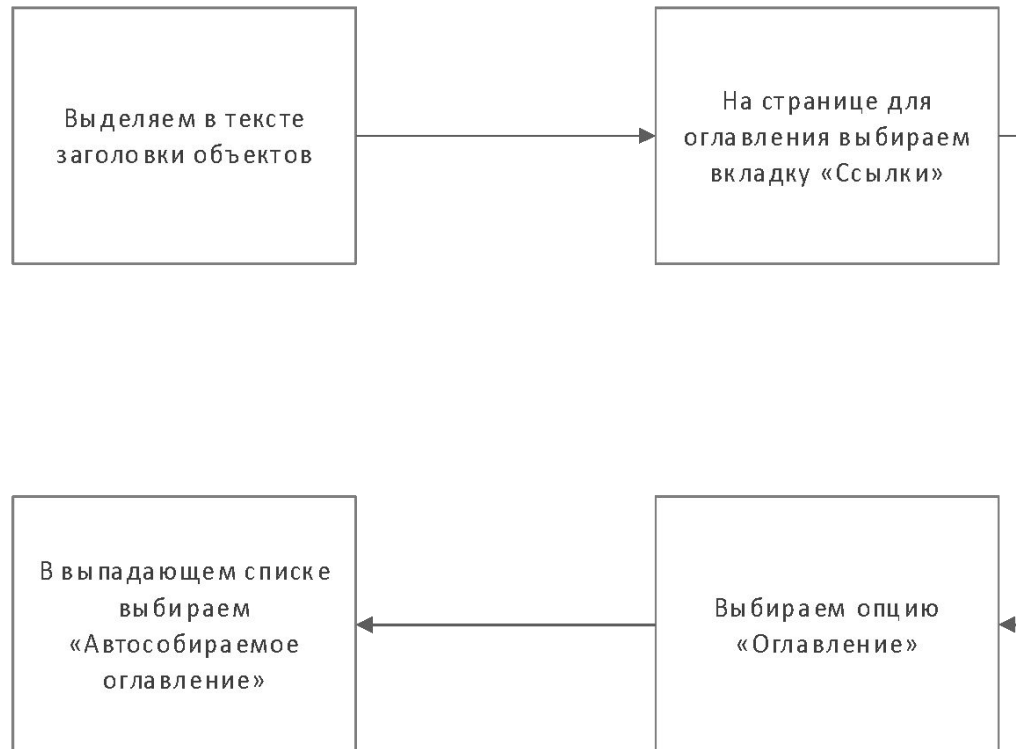 Выделяем в тексте
заголовки объектов
На странице для
оглавления выбираем
вкладку «Ссылки»
В выпадающем списке
выбираем
«Автособираемое
оглавление»
Выбираем опцию
«Оглавление»